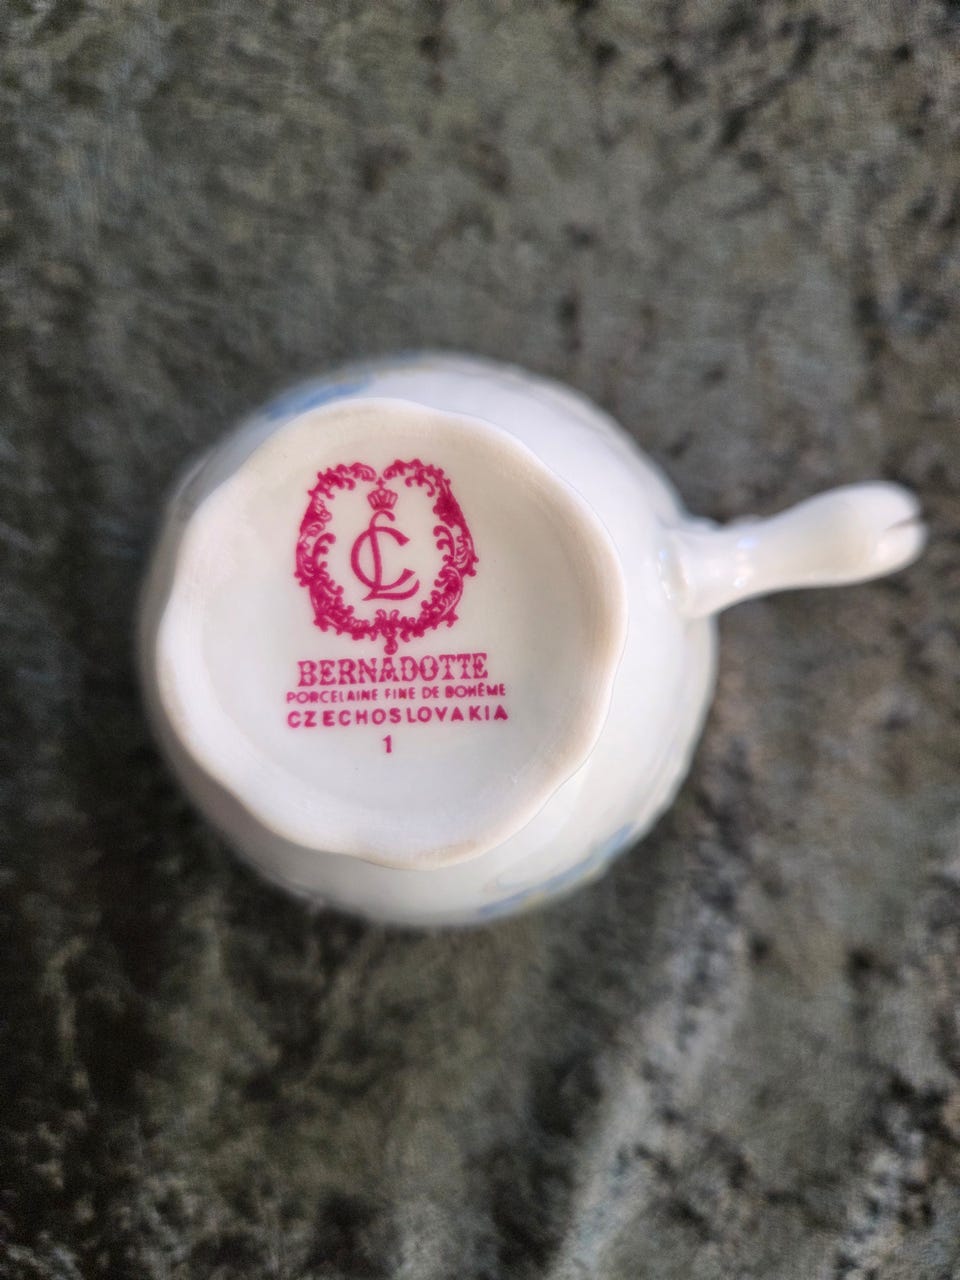 CL
BERNADOTTE
PORCELAINE FINE DE BOHÊME
CZECHOSLOVAKIA
1